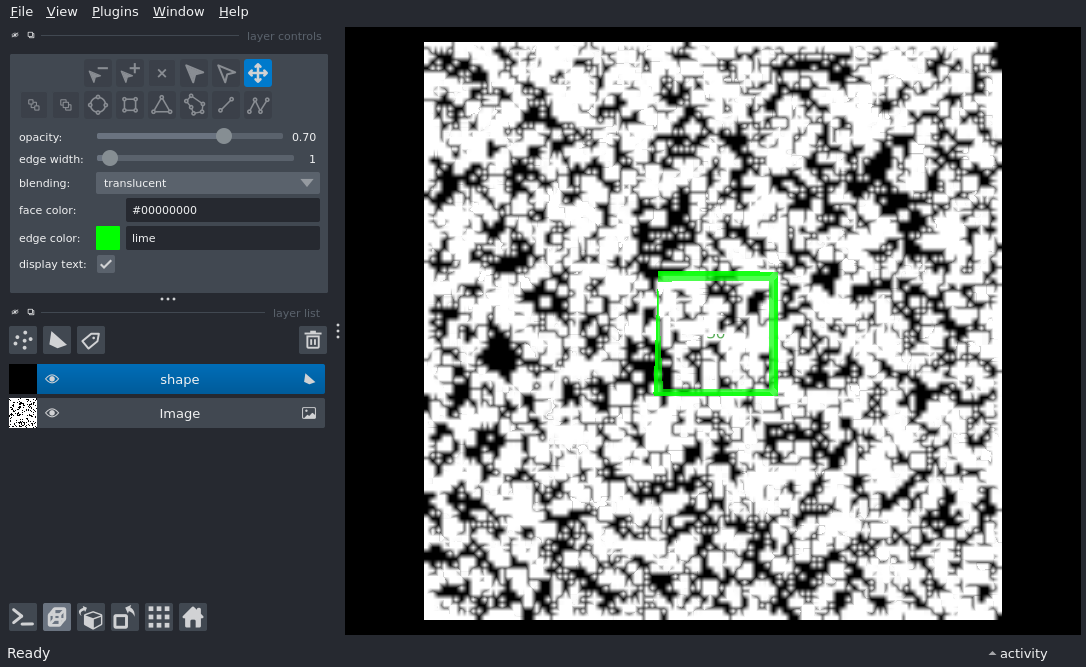 File View Plugins Window Help
layer controls
opacity: 0.70
edge width: 1
blending: translucent
face color: #00000000
edge color: lime
display text:
layer list
shape
Image
Ready
activity